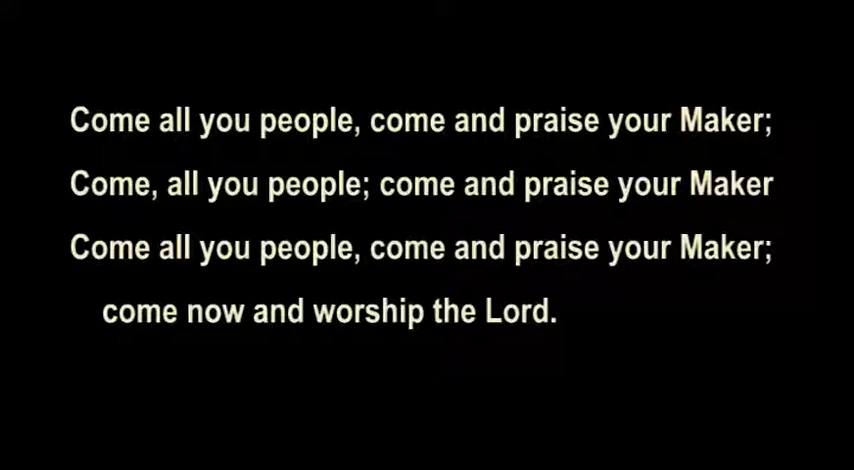 Come all you people, come and praise your Maker;
Come, all you people; come and praise your Maker
Come all you people, come and praise your Maker;
come now and worship the Lord.